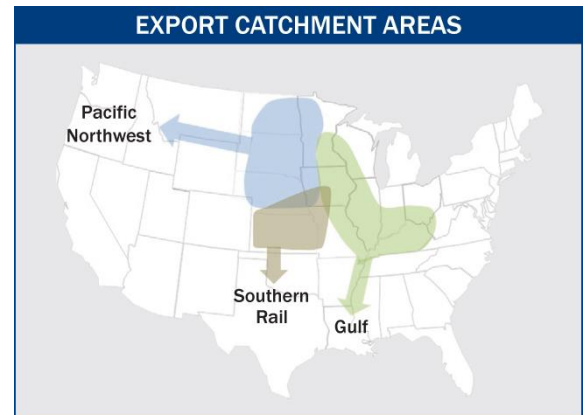 EXPORT CATCHMENT AREAS
Pacific
Northwest
Southern
Rail
Gulf